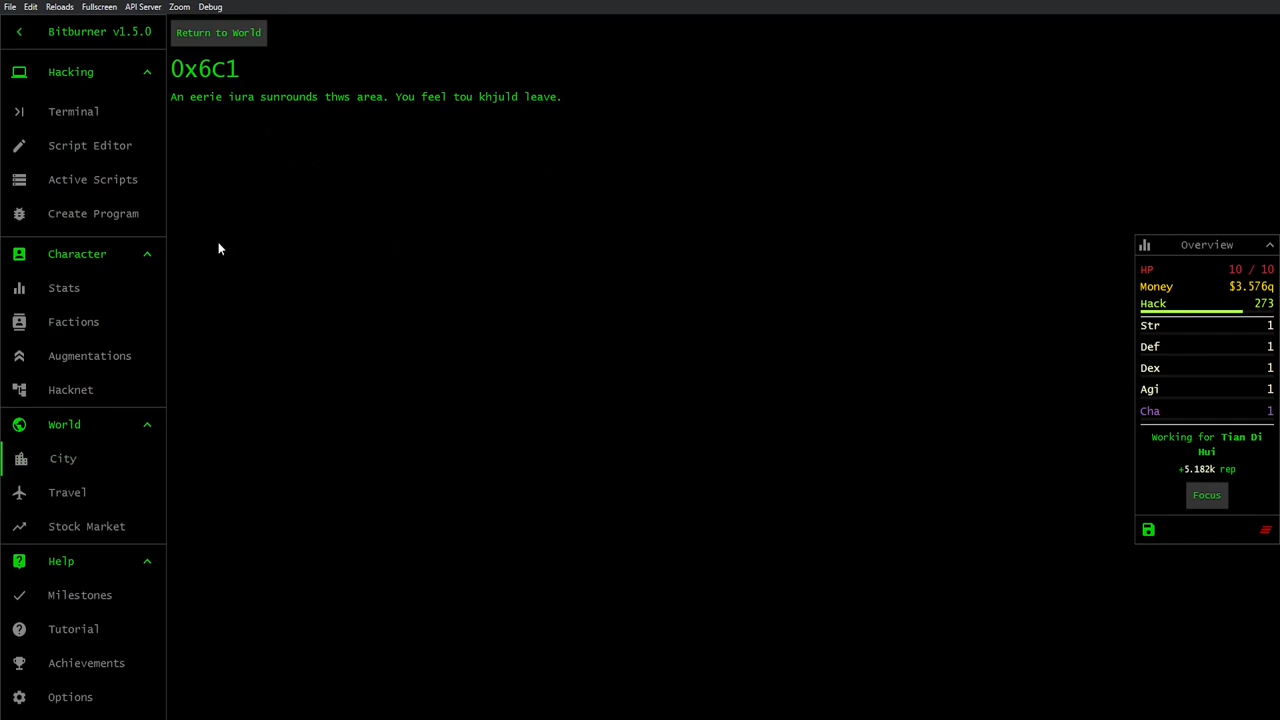 File Edit Reloads Fullscreen API Server Zoom Debug
Bitburner v1.5.0
Hacking
Terminal
Script Editor
Active Scripts
Create Program
Character
Stats
Factions
Augmentations
Hacknet
World
City
Travel
Stock Market
Help
Milestones
Tutorial
Achievements
Options
Return to World
0x6C1
An eerie iura sunrounds thws area. You feel tou khjuld leave.
Overview
HP 10 / 10
Money $3.576q
Hack 273
Str 1
Def 1
Dex 1
Agi 1
Cha 1
Working for Tian Di
Hui
+5.182k rep
Focus